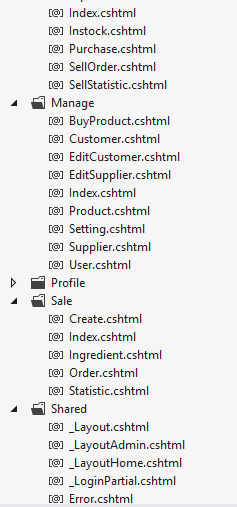 Index.cshtml
Instock.cshtml
Purchase.cshtml
SellOrder.cshtml
SellStatistic.cshtml
Manage
BuyProduct.cshtml
Customer.cshtml
EditCustomer.cshtml
EditSupplier.cshtml
Index.cshtml
Product.cshtml
Setting.cshtml
Supplier.cshtml
User.cshtml
Profile
Sale
Create.cshtml
Index.cshtml
Ingredient.cshtml
Order.cshtml
Statistic.cshtml
Shared
_Layout.cshtml
_LayoutAdmin.cshtml
_LayoutHome.cshtml
_LoginPartial.cshtml
Error.cshtml